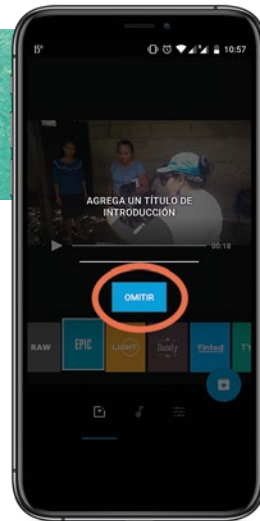 15° 10:57
AGREGA UN TÍTULO DE
INTRODUCCIÓN
00:18
OMITIR
RAW EPIC LIGHT Tinted